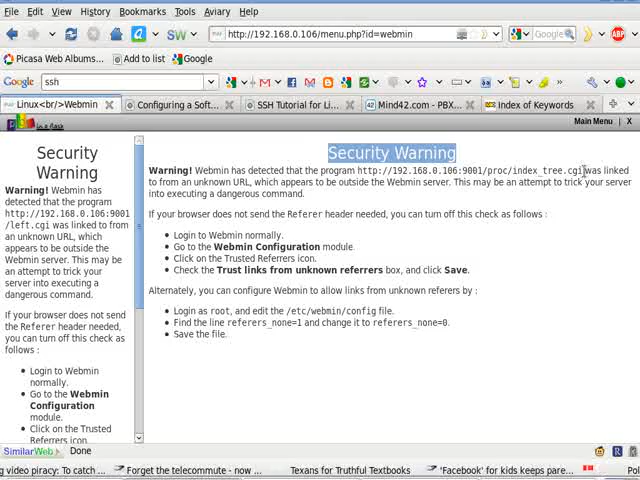 File Edit View History Bookmarks Tools Aviary Help
http://192.168.0.106/menu.php?id=webmin
Google
ABP
Picasa Web Albums... Add to list Google
Google ssh
Linux<br/>Webmin Configuring a Soft... SSH Tutorial for Li... Mind42.com - PBX... Index of Keywords
in a flash Main Menu | X
Security
Warning
Warning! Webmin has
detected that the program
http://192.168.0.106:9001
/left.cgi was linked to from
an unknown URL, which
appears to be outside the
Webmin server. This may be
an attempt to trick your
server into executing a
dangerous command.
If your browser does not send
the Referer header needed,
you can turn off this check as
follows :
Login to Webmin
normally.
Go to the Webmin
Configuration
module.
Click on the Trusted
Referrers icon.
Security Warning
Warning! Webmin has detected that the program http://192.168.0.106:9001/proc/index_tree.cgi was linked
to from an unknown URL, which appears to be outside the Webmin server. This may be an attempt to trick your server
into executing a dangerous command.
If your browser does not send the Referer header needed, you can turn off this check as follows :
Login to Webmin normally.
Go to the Webmin Configuration module.
Click on the Trusted Referrers icon.
Check the Trust links from unknown referrers box, and click Save.
Alternately, you can configure Webmin to allow links from unknown referers by :
Login as root, and edit the /etc/webmin/config file.
Find the line referers_none=1 and change it to referers_none=0.
Save the file.
SimilarWeb Done
g video piracy: To catch ... Forget the telecommute - now ... Texans for Truthful Textbooks 'Facebook' for kids keeps pare... Pol